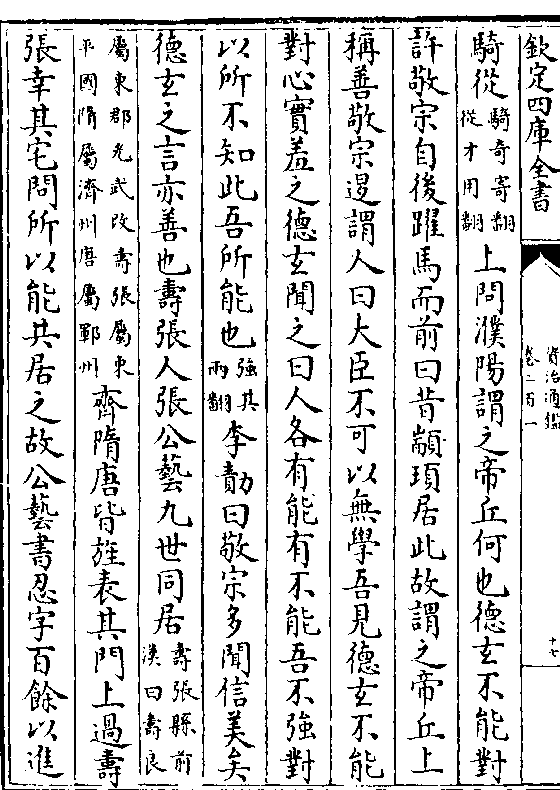 欽定四庫全書
資治通鑑
卷二百一
十七
騎從騎奇寄翻從才用翻上問濮陽謂之帝丘何也德玄不能對
許敬宗自後躍馬而前曰昔顓頊居此故謂之帝丘上
稱善敬宗退謂人曰大臣不可以無學吾見德玄不能
對心實羞之德玄聞之曰人各有能有不能吾不強對
以所不知此吾所能也強其兩翻李勣曰敬宗多聞信美矣
德玄之言亦善也壽張人張公藝九世同居壽張縣前漢曰壽良
屬東郡光武改壽張屬東平國隋屬濟州唐屬鄆州齊隋唐皆旌表其門上過壽
張幸其宅問所以能共居之故公藝書忍字百餘以進